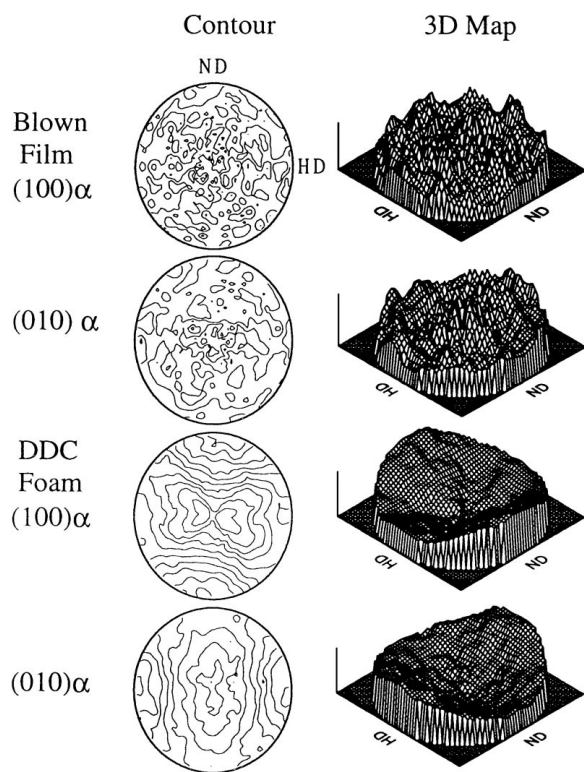 Contour 3D Map
ND
Blown
Film
(100)α
HD
HD ND
(010) α
HD ND
DDC
Foam
(100)α
HD ND
(010)α
HD ND